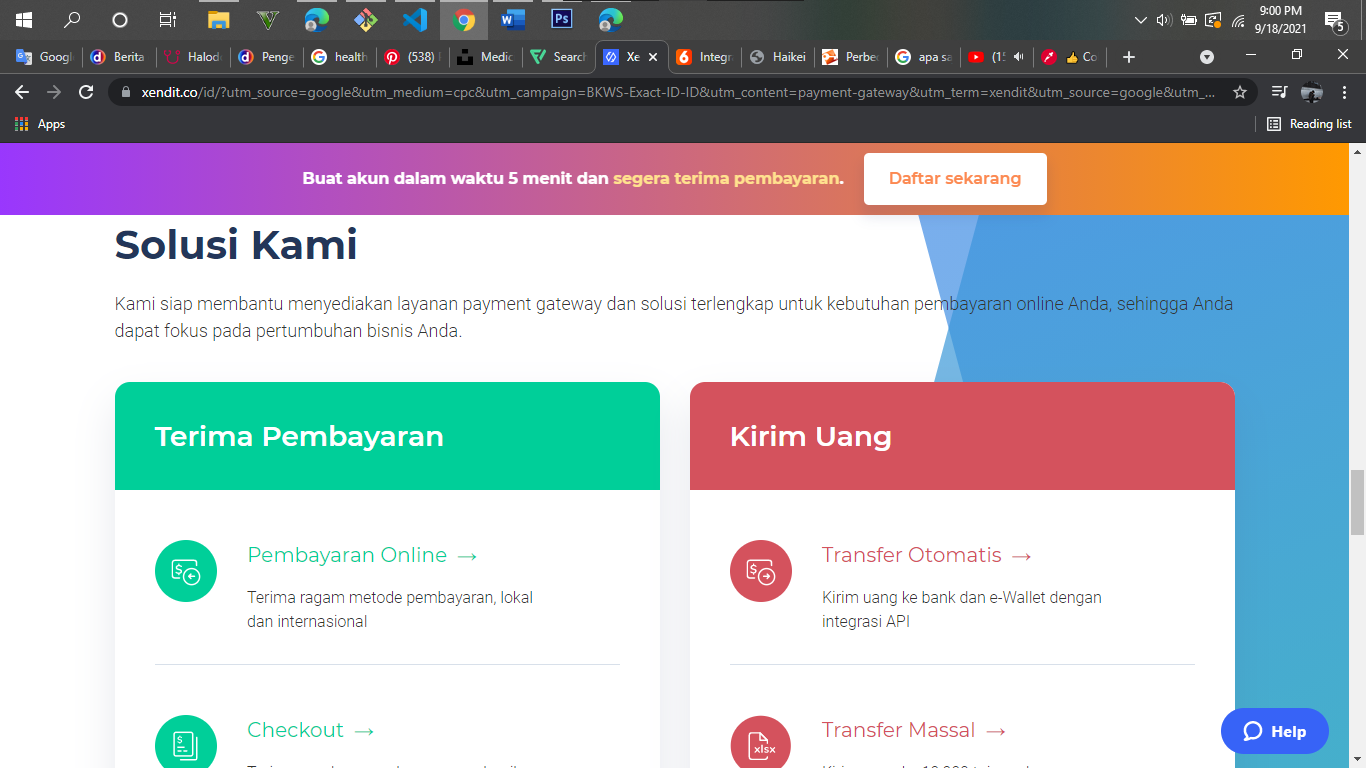 9:00 PM
9/18/2021
5
Googl
Berita
Halod
Penge
health
(538)
Medic
Search
Xe
Integr
Haikei
Perbe
apa sa
(15
Co
xendit.co/id/?utm_source=google&utm_medium=cpc&utm_campaign=BKWS-Exact-ID-ID&utm_content=payment-gateway&utm_term=xendit&utm_source=google&utm_...
Apps
Reading list
Buat akun dalam waktu 5 menit dan segera terima pembayaran.
Daftar sekarang
Solusi Kami
Kami siap membantu menyediakan layanan payment gateway dan solusi terlengkap untuk kebutuhan pembayaran online Anda, sehingga Anda
dapat fokus pada pertumbuhan bisnis Anda.
Terima Pembayaran
Pembayaran Online →
Terima ragam metode pembayaran, lokal
dan internasional
Checkout →
Kirim Uang
Transfer Otomatis →
Kirim uang ke bank dan e-Wallet dengan
integrasi API
xlsx
Transfer Massal →
Help